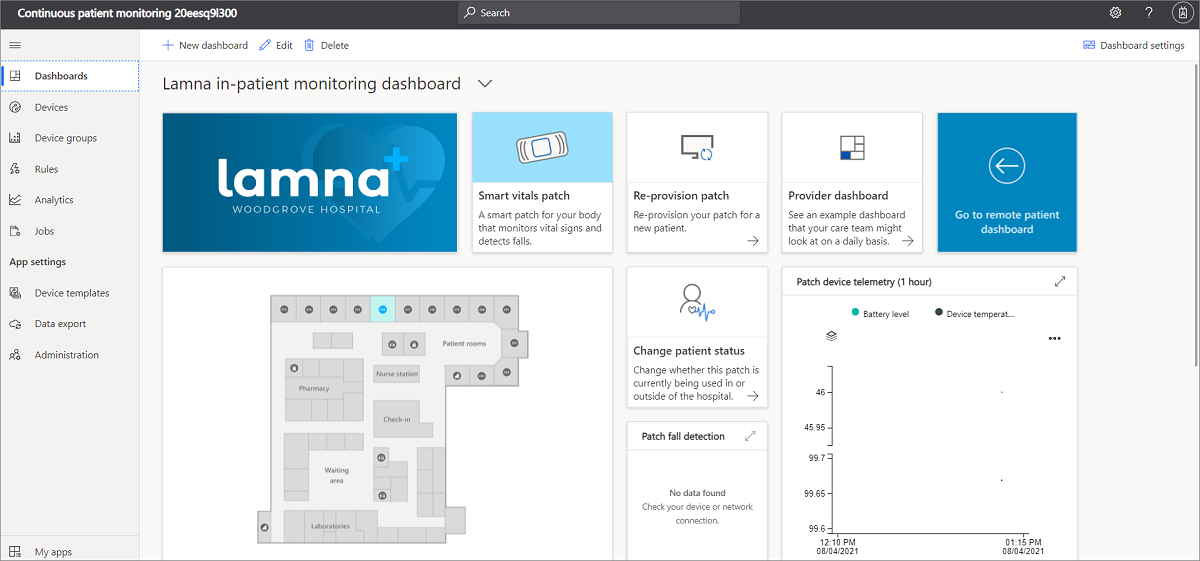 Continuous patient monitoring 20eesq9l300
Search
?
New dashboard
Edit
Delete
Dashboard settings
Dashboards
Devices
Device groups
Rules
Analytics
Jobs
App settings
Device templates
Data export
Administration
My apps
Lamna in-patient monitoring dashboard
lamna
WOODGROVE HOSPITAL
Smart vitals patch
A smart patch for your body
that monitors vital signs and
detects falls.
Re-provision patch
Re-provision your patch for a
new patient.
Provider dashboard
See an example dashboard
that your care team might
look at on a daily basis.
Go to remote patient
dashboard
Patient rooms
Nurse station
Pharmacy
Check-in
Waiting
area
Laboratories
Change patient status
Change whether this patch is
currently being used in or
outside of the hospital.
Patch fall detection
No data found
Check your device or network
connection.
Patch device telemetry (1 hour)
Battery level
Device temperat...
46
45.95
99.7
99.65
99.6
12:10 PM
08/04/2021
01:15 PM
08/04/2021